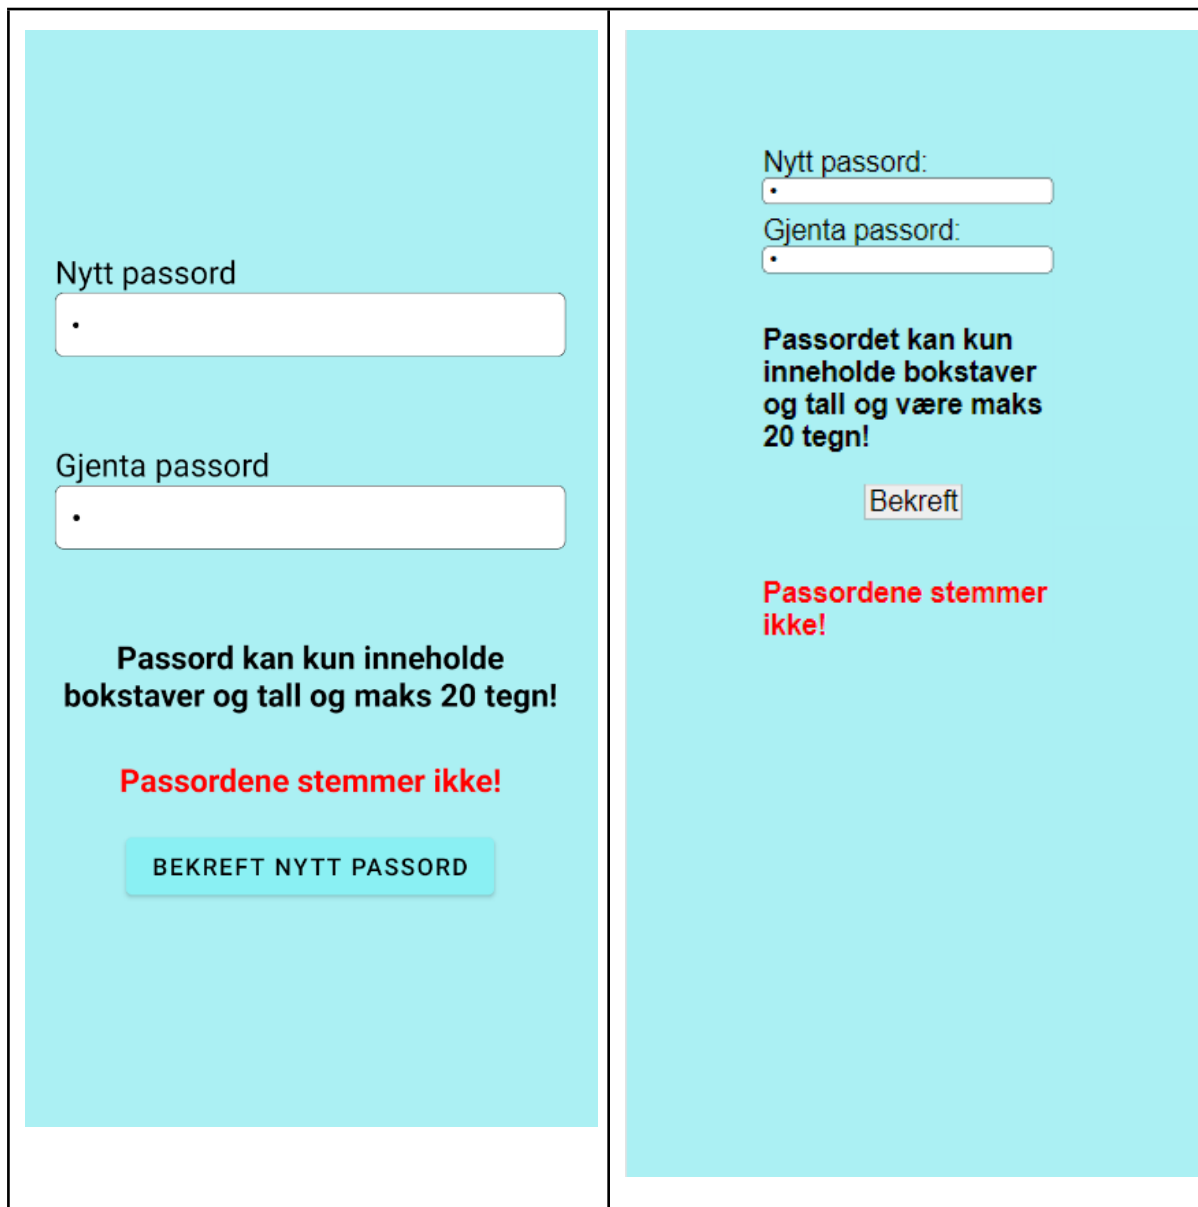 Nytt passord
•
Gjenta passord
•
Passord kan kun inneholde
bokstaver og tall og maks 20 tegn!
Passordene stemmer ikke!
BEKREFT NYTT PASSORD
Nytt passord:
•
Gjenta passord:
•
Passordet kan kun
inneholde bokstaver
og tall og være maks
20 tegn!
Bekreft
Passordene stemmer
ikke!